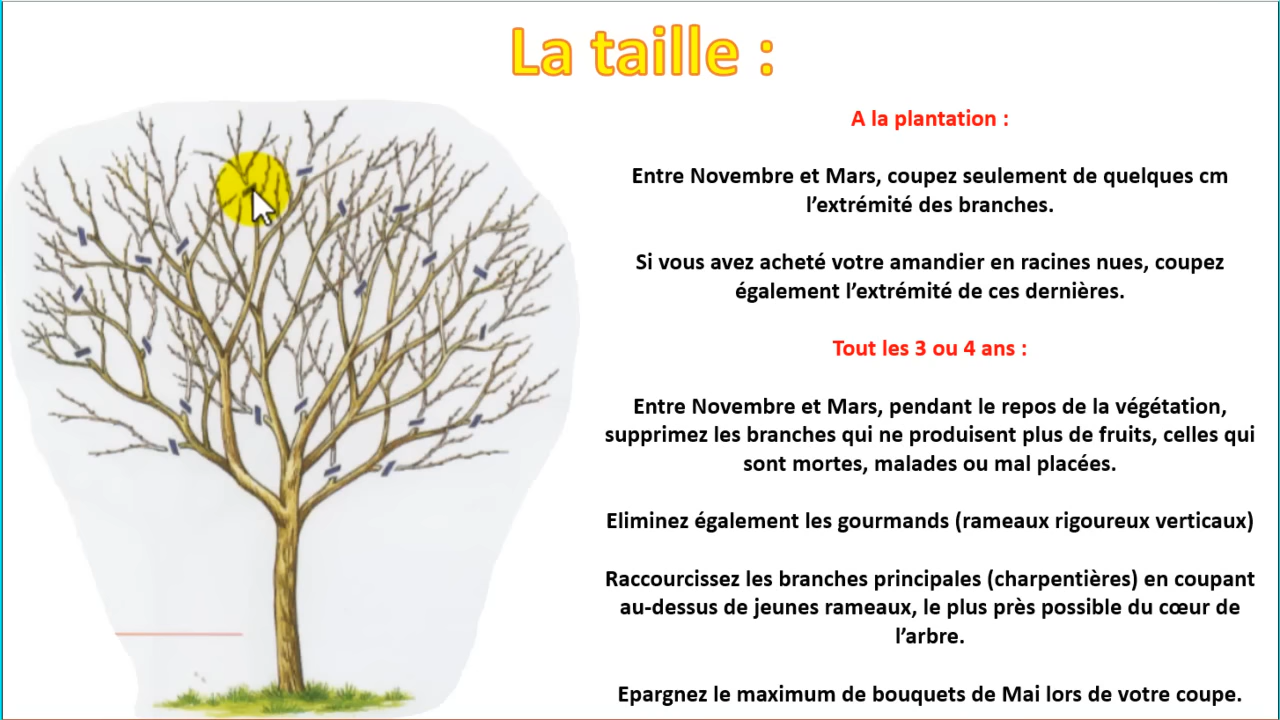 La taille :
A la plantation :
Entre Novembre et Mars, coupez seulement de quelques cm
l'extrémité des branches.
Si vous avez acheté votre amandier en racines nues, coupez
également l'extrémité de ces dernières.
Tout les 3 ou 4 ans :
Entre Novembre et Mars, pendant le repos de la végétation,
supprimez les branches qui ne produisent plus de fruits, celles qui
sont mortes, malades ou mal placées.
Eliminez également les gourmands (rameaux rigoureux verticaux)
Raccourcissez les branches principales (charpentières) en coupant
au-dessus de jeunes rameaux, le plus près possible du cœur de
l'arbre.
Epargnez le maximum de bouquets de Mai lors de votre coupe.